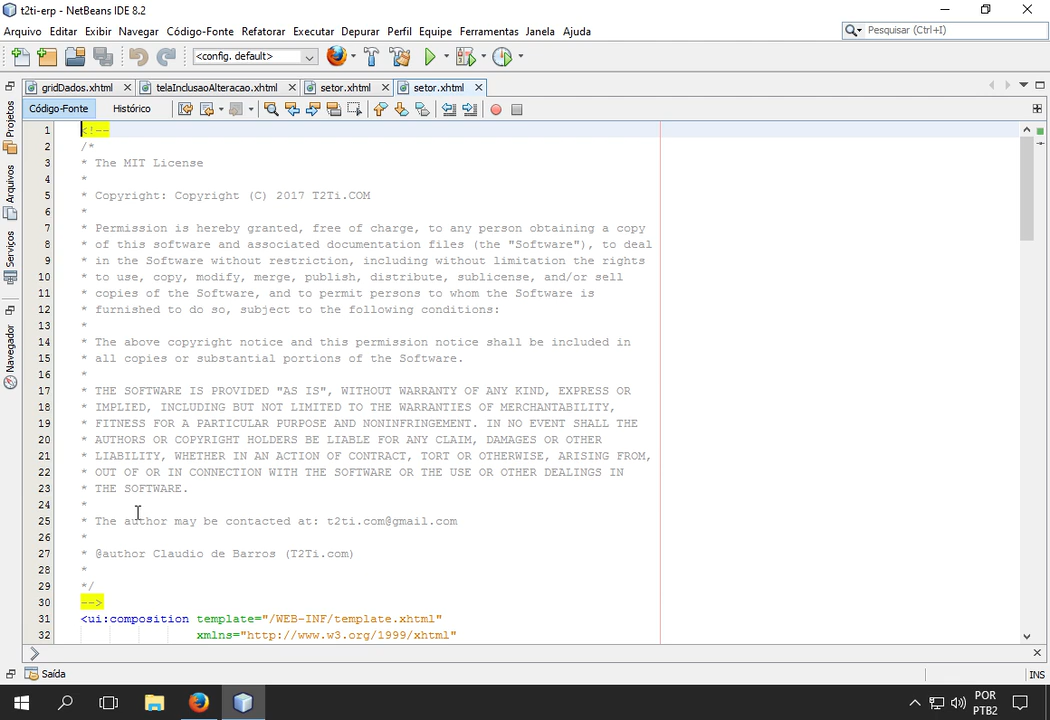 t2ti-erp - NetBeans IDE 8.2
Arquivo Editar Exibir Navegar Código-Fonte Refatorar Executar Depurar Perfil Equipe Ferramentas Janela Ajuda
Pesquisar (Ctrl+I)
<config. default>
gridDados.xhtml telaInclusaoAlteracao.xhtml setor.xhtml setor.xhtml
Código-Fonte Histórico
Projetos
Arquivos
Serviços
Navegador
1 <!--
2 /*
3 * The MIT License
4 *
5 * Copyright: Copyright (C) 2017 T2Ti.COM
6 *
7 * Permission is hereby granted, free of charge, to any person obtaining a copy
8 * of this software and associated documentation files (the "Software"), to deal
9 * in the Software without restriction, including without limitation the rights
10 * to use, copy, modify, merge, publish, distribute, sublicense, and/or sell
11 * copies of the Software, and to permit persons to whom the Software is
12 * furnished to do so, subject to the following conditions:
13 *
14 * The above copyright notice and this permission notice shall be included in
15 * all copies or substantial portions of the Software.
16 *
17 * THE SOFTWARE IS PROVIDED "AS IS", WITHOUT WARRANTY OF ANY KIND, EXPRESS OR
18 * IMPLIED, INCLUDING BUT NOT LIMITED TO THE WARRANTIES OF MERCHANTABILITY,
19 * FITNESS FOR A PARTICULAR PURPOSE AND NONINFRINGEMENT. IN NO EVENT SHALL THE
20 * AUTHORS OR COPYRIGHT HOLDERS BE LIABLE FOR ANY CLAIM, DAMAGES OR OTHER
21 * LIABILITY, WHETHER IN AN ACTION OF CONTRACT, TORT OR OTHERWISE, ARISING FROM,
22 * OUT OF OR IN CONNECTION WITH THE SOFTWARE OR THE USE OR OTHER DEALINGS IN
23 * THE SOFTWARE.
24 *
25 * The author may be contacted at: t2ti.com@gmail.com
26 *
27 * @author Claudio de Barros (T2Ti.com)
28 *
29 */
30 -->
31 <ui:composition template="/WEB-INF/template.xhtml"
32 xmlns="http://www.w3.org/1999/xhtml"
Saída
INS
POR
PTB2